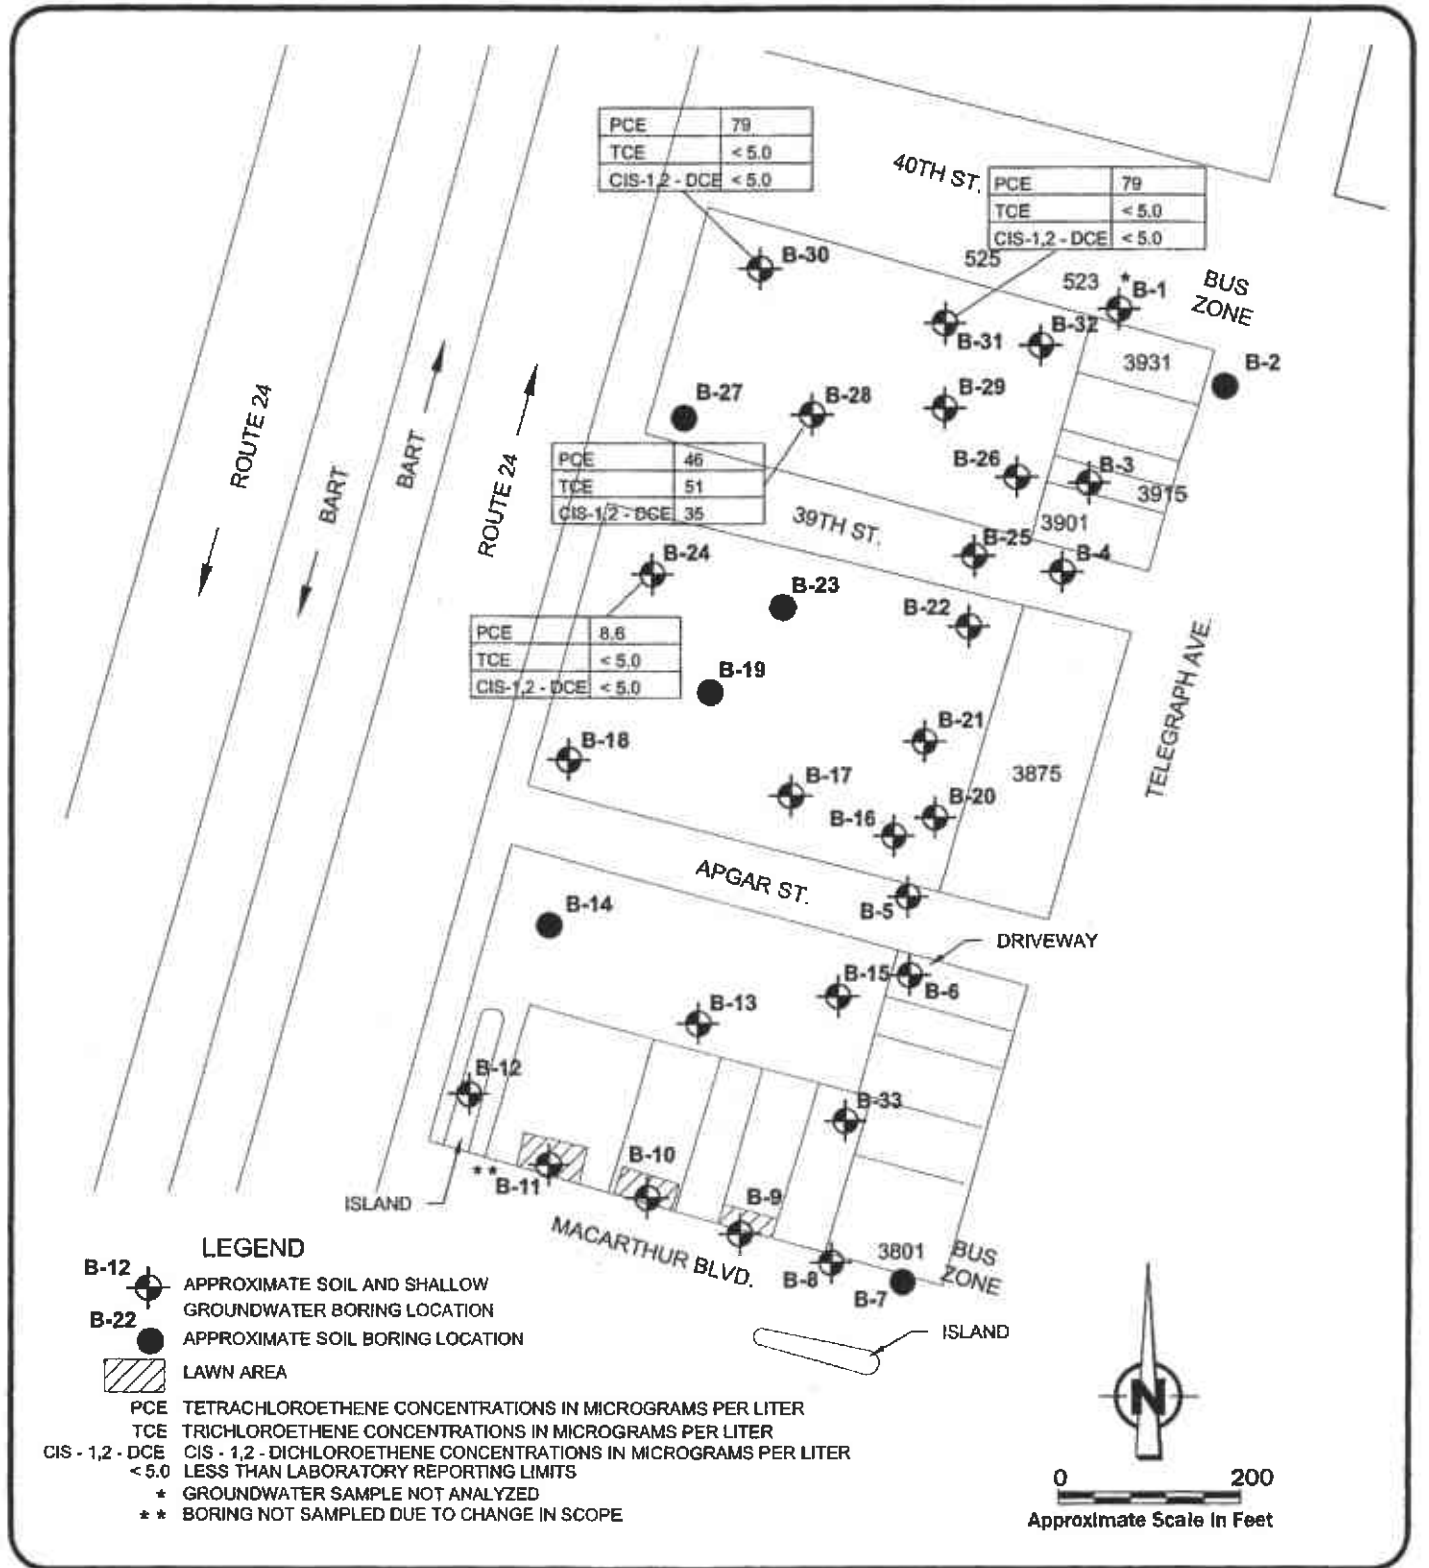 PCE 79
TCE < 5.0
CIS-1,2 - DCE < 5.0
40TH ST.
PCE 79
TCE < 5.0
CIS-1,2 - DCE < 5.0
B-30
525
523
* B-1
BUS
ZONE
B-31
B-32
3931
B-2
ROUTE 24
BART
BART
ROUTE 24
B-27
B-28
B-29
PCE 46
TCE 51
CIS-1,2 - DCE 35
B-26
B-3
3915
39TH ST.
3901
B-25
B-4
B-24
B-23
B-22
PCE 8.6
TCE < 5.0
CIS-1,2 - DCE < 5.0
B-19
TELEGRAPH AVE.
B-18
B-21
B-17
3875
B-16
B-20
APGAR ST.
B-5
B-14
DRIVEWAY
B-15
B-6
B-13
B-12
B-33
B-10
* * B-11
B-9
ISLAND
MACARTHUR BLVD.
B-8
3801
BUS
ZONE
B-7
ISLAND
LEGEND
B-12 APPROXIMATE SOIL AND SHALLOW
GROUNDWATER BORING LOCATION
B-22 APPROXIMATE SOIL BORING LOCATION
LAWN AREA
PCE TETRACHLOROETHENE CONCENTRATIONS IN MICROGRAMS PER LITER
TCE TRICHLOROETHENE CONCENTRATIONS IN MICROGRAMS PER LITER
CIS - 1,2 - DCE CIS - 1,2 - DICHLOROETHENE CONCENTRATIONS IN MICROGRAMS PER LITER
< 5.0 LESS THAN LABORATORY REPORTING LIMITS
* GROUNDWATER SAMPLE NOT ANALYZED
* * BORING NOT SAMPLED DUE TO CHANGE IN SCOPE
N
0 200
Approximate Scale in Feet